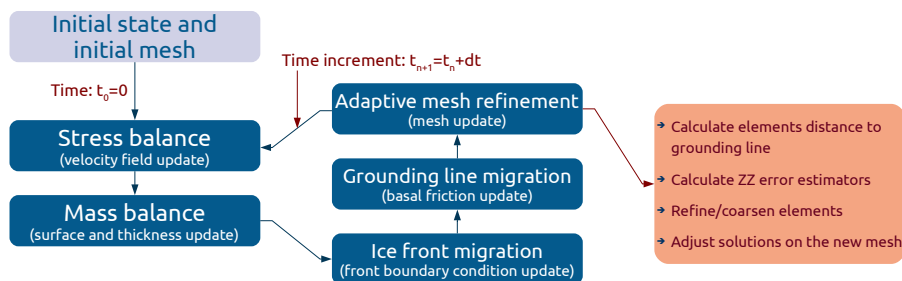 Initial state and
initial mesh
Time: t0=0
Time increment: tn+1=tn+dt
Stress balance
(velocity field update)
Mass balance
(surface and thickness update)
Adaptive mesh refinement
(mesh update)
Grounding line migration
(basal friction update)
Ice front migration
(front boundary condition update)
➔ Calculate elements distance to
grounding line
➔ Calculate ZZ error estimators
➔ Refine/coarsen elements
➔ Adjust solutions on the new mesh